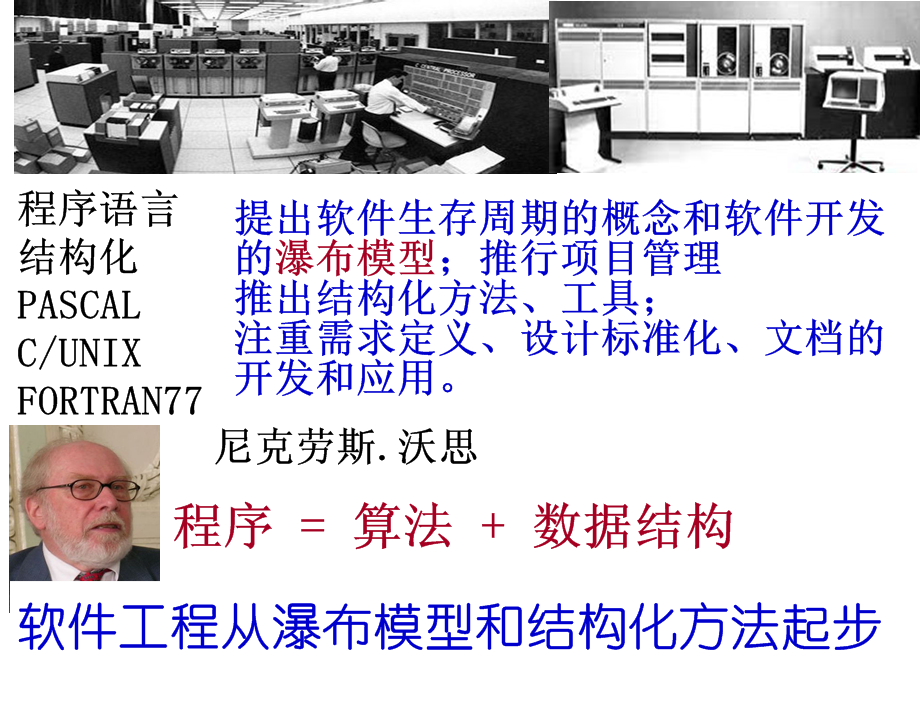 CENTRAL PROCESSOR
程序语言
结构化
PASCAL
C/UNIX
FORTRAN77
提出软件生存周期的概念和软件开发
的瀑布模型；推行项目管理
推出结构化方法、工具；
注重需求定义、设计标准化、文档的
开发和应用。
尼克劳斯.沃思
程序 = 算法 + 数据结构
软件工程从瀑布模型和结构化方法起步